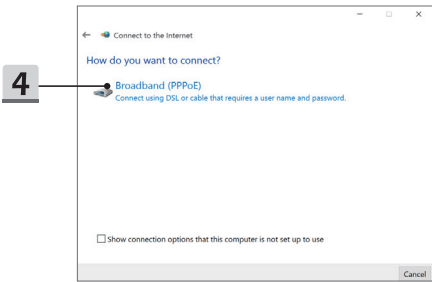 Connect to the Internet
How do you want to connect?
4
Broadband (PPPoE)
Connect using DSL or cable that requires a user name and password.
Show connection options that this computer is not set up to use
Cancel